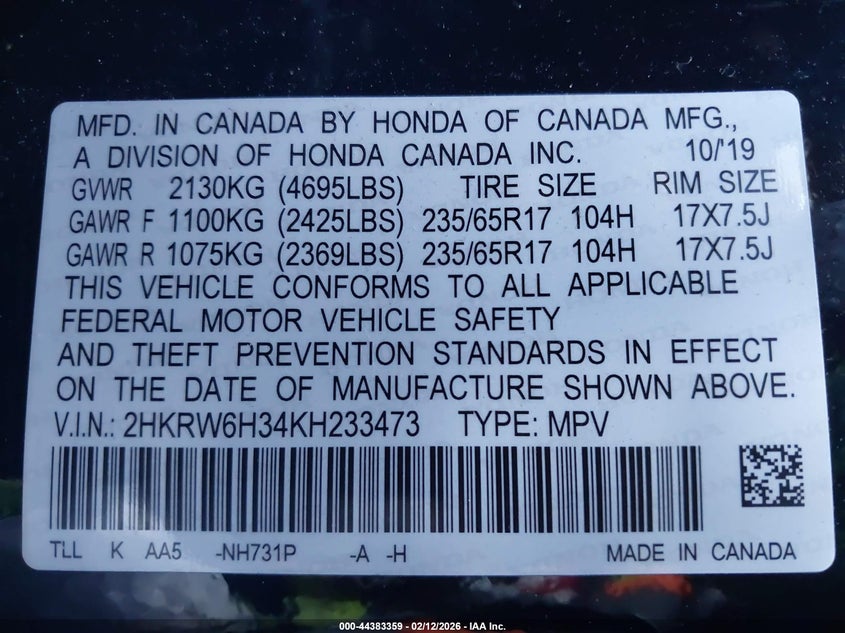 MFD. IN CANADA BY HONDA OF CANADA MFG.,
A DIVISION OF HONDA CANADA INC. 10/'19
GVWR 2130KG (4695LBS) TIRE SIZE RIM SIZE
GAWR F 1100KG (2425LBS) 235/65R17 104H 17X7.5J
GAWR R 1075KG (2369LBS) 235/65R17 104H 17X7.5J
THIS VEHICLE CONFORMS TO ALL APPLICABLE
FEDERAL MOTOR VEHICLE SAFETY
AND THEFT PREVENTION STANDARDS IN EFFECT
ON THE DATE OF MANUFACTURE SHOWN ABOVE.
V.I.N.: 2HKRW6H34KH233473 TYPE: MPV
TLL K AA5 -NH731P -A -H MADE IN CANADA
000-44383359 - 02/12/2026 - IAA Inc.